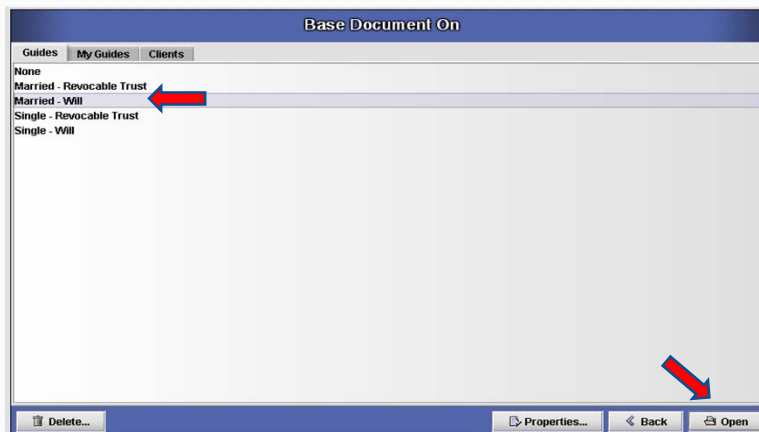 Base Document On
Guides My Guides Clients
None
Married - Revocable Trust
Married - Will
Single - Revocable Trust
Single - Will
Delete... Properties... Back Open